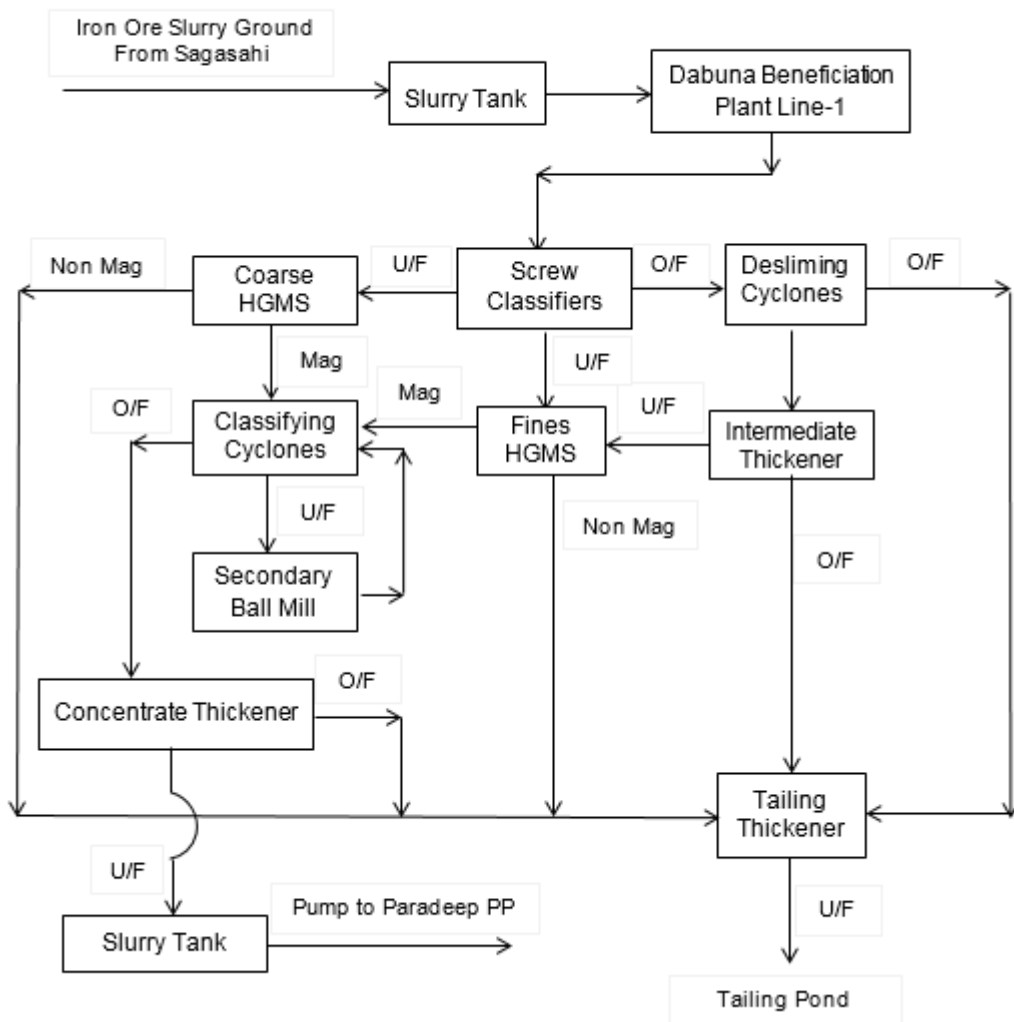 Iron Ore Slurry Ground
From Sagasahi
Slurry Tank
Dabuna Beneficiation
Plant Line-1
Non Mag
Coarse
HGMS
U/F
Screw
Classifiers
O/F
Desliming
Cyclones
O/F
Mag
U/F
O/F
Classifying
Cyclones
Mag
Fines
HGMS
U/F
Intermediate
Thickener
U/F
Non Mag
O/F
Secondary
Ball Mill
O/F
Concentrate Thickener
Tailing
Thickener
U/F
Slurry Tank
Pump to Paradeep PP
U/F
Tailing Pond